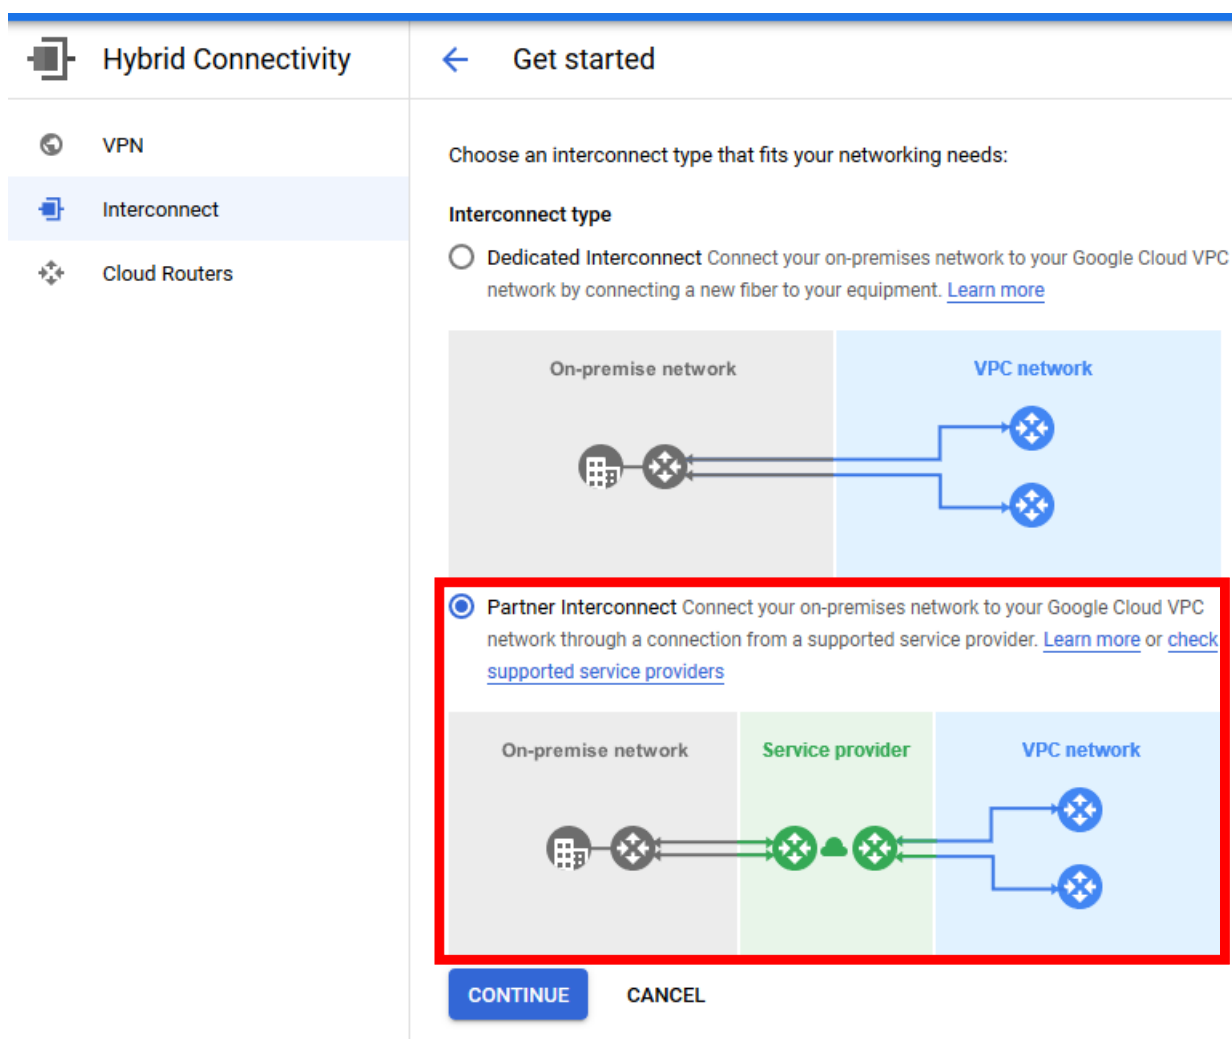 Hybrid Connectivity
Get started
VPN
Interconnect
Cloud Routers
Choose an interconnect type that fits your networking needs:
Interconnect type
Dedicated Interconnect Connect your on-premises network to your Google Cloud VPC
network by connecting a new fiber to your equipment. Learn more
On-premise network
VPC network
Partner Interconnect Connect your on-premises network to your Google Cloud VPC
network through a connection from a supported service provider. Learn more or check
supported service providers
On-premise network
Service provider
VPC network
CONTINUE
CANCEL